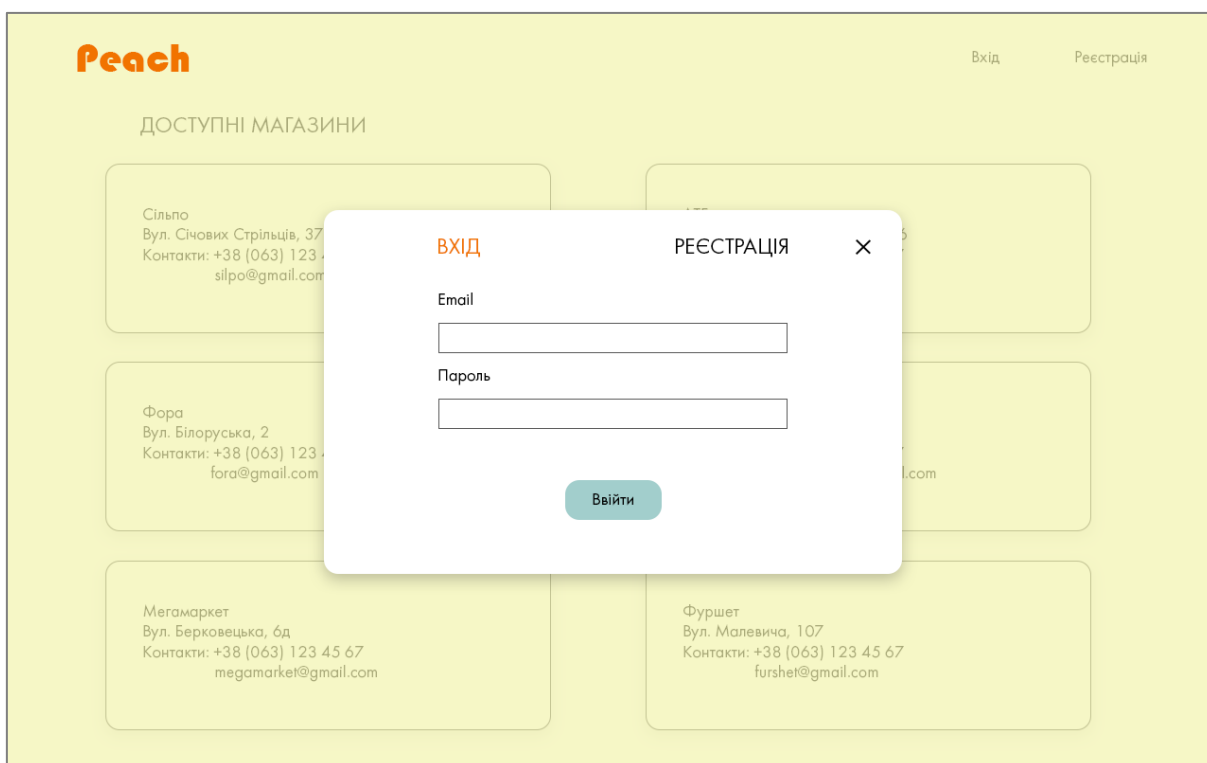 Peach
Вхід
Реєстрація
ДОСТУПНІ МАГАЗИНИ
Сільпо
Вул. Січових Стрільців, 37
Контакти: +38 (063) 123
silpo@gmail.com
ВХІД
РЕЄСТРАЦІЯ
Email
Пароль
Ввійти
Фора
Вул. Білоруська, 2
Контакти: +38 (063) 123
fora@gmail.com
l.com
Мегамаркет
Вул. Берковецька, 6д
Контакти: +38 (063) 123 45 67
megamarket@gmail.com
Фуршет
Вул. Малевича, 107
Контакти: +38 (063) 123 45 67
furshet@gmail.com